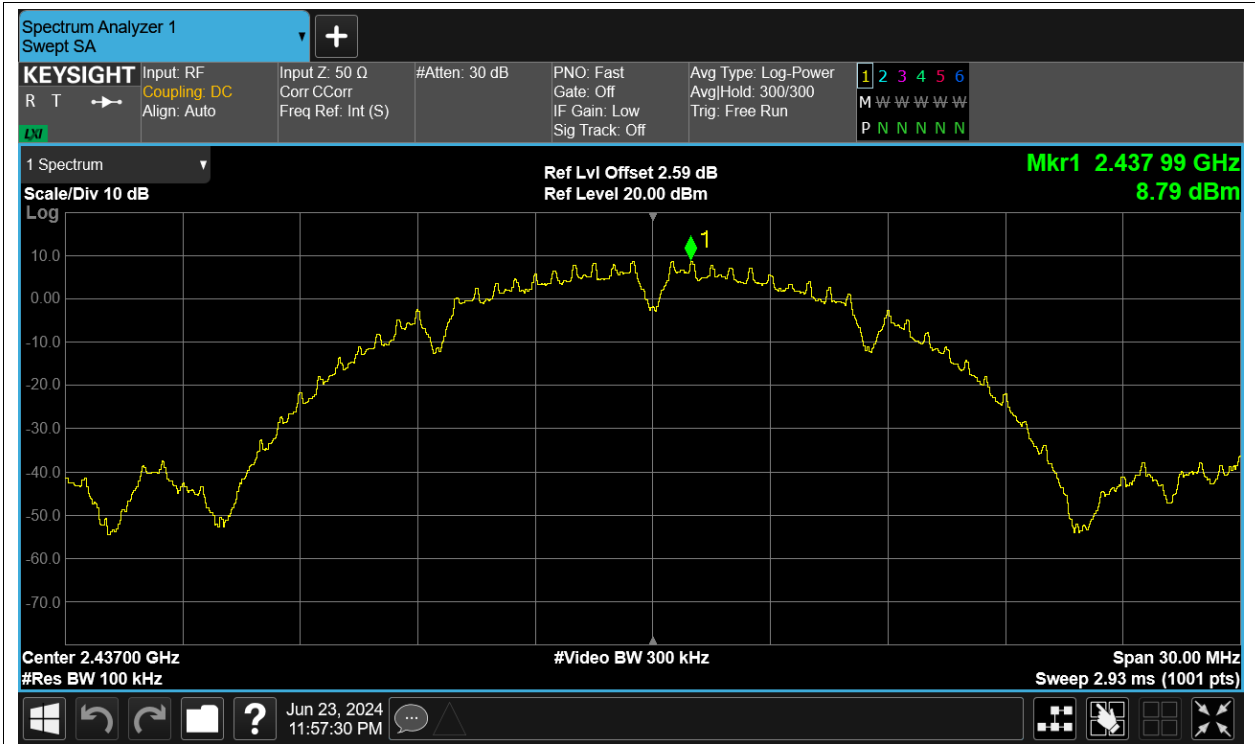 Spectrum Analyzer 1
Swept SA
KEYSIGHT
R T
LXI
Input: RF
Coupling: DC
Align: Auto
Input Z: 50 Ω
Corr CCorr
Freq Ref: Int (S)
#Atten: 30 dB
PNO: Fast
Gate: Off
IF Gain: Low
Sig Track: Off
Avg Type: Log-Power
Avg|Hold: 300/300
Trig: Free Run
1 2 3 4 5 6
M W W W W W
P N N N N N
1 Spectrum
Scale/Div 10 dB
Log
Ref Lvl Offset 2.59 dB
Ref Level 20.00 dBm
Mkr1 2.437 99 GHz
8.79 dBm
1
10.0
0.00
-10.0
-20.0
-30.0
-40.0
-50.0
-60.0
-70.0
Center 2.43700 GHz
#Res BW 100 kHz
#Video BW 300 kHz
Span 30.00 MHz
Sweep 2.93 ms (1001 pts)
?
Jun 23, 2024
11:57:30 PM